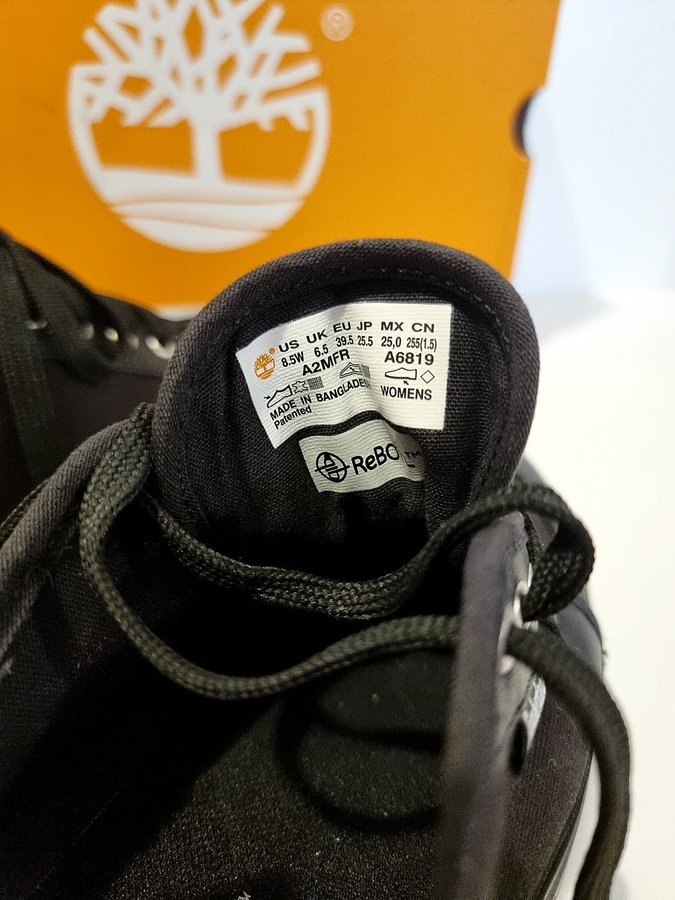 ®
US UK EU JP MX CN
8.5W 6.5 39.5 25.5 25,0 255(1.5)
A2MFR A6819
MADE IN BANGLADESH WOMENS
Patented
ReBO